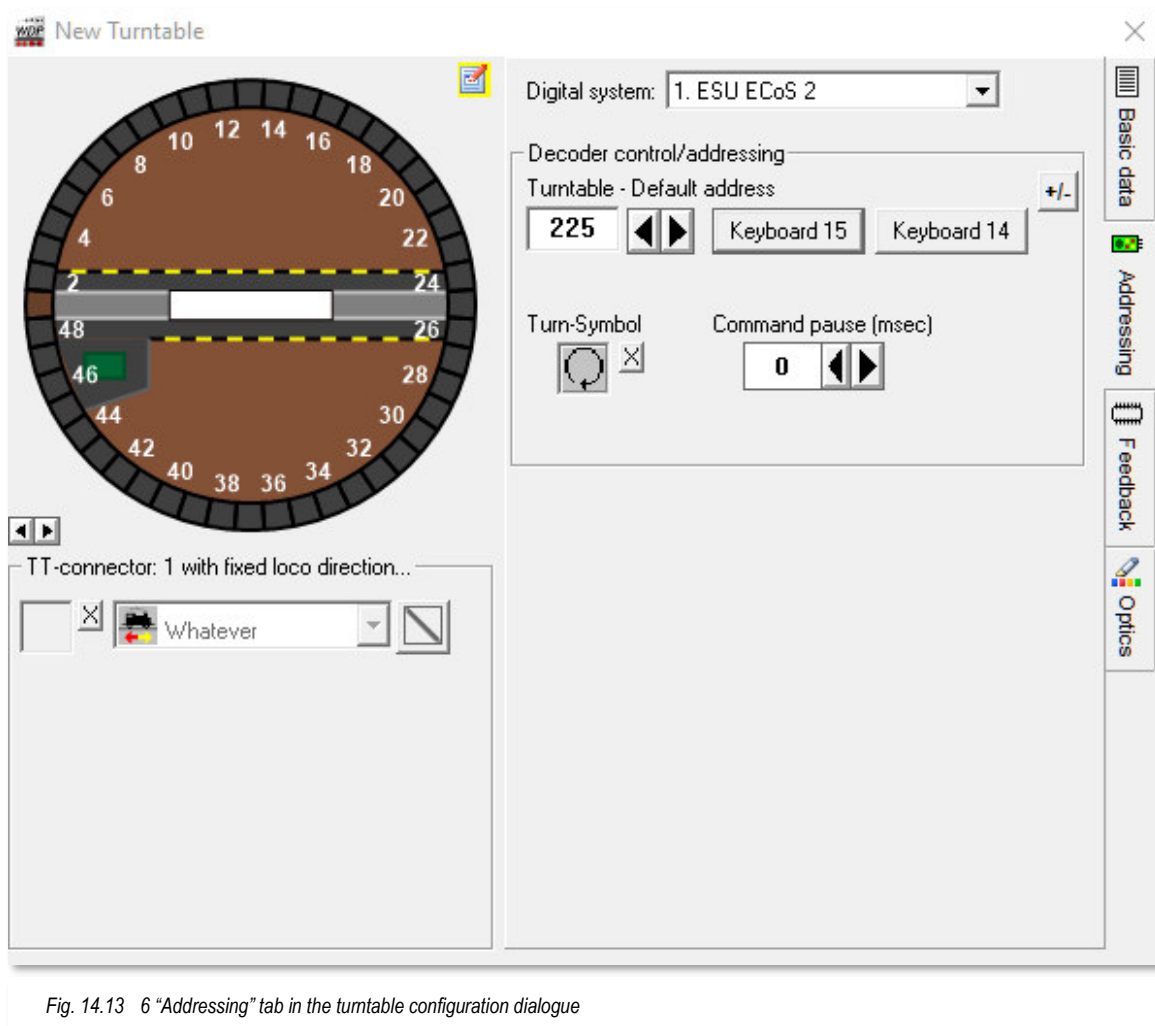 WDP New Turntable
Digital system: 1. ESU ECoS 2
Decoder control/addressing
Turntable - Default address
+/-
225
Keyboard 15
Keyboard 14
Turn-Symbol
Command pause (msec)
X
0
2
4
6
8
10
12
14
16
18
20
22
24
26
28
30
32
34
36
38
40
42
44
46
48
TT-connector: 1 with fixed loco direction...
X
Whatever
Basic data
Addressing
Feedback
Optics
Fig. 14.13 6 “Addressing” tab in the turntable configuration dialogue